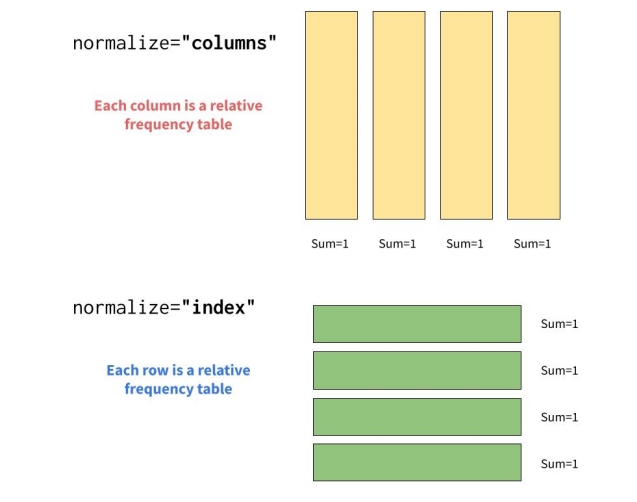 normalize="columns"
Each column is a relative
frequency table
Sum=1 Sum=1 Sum=1 Sum=1
normalize="index"
Each row is a relative
frequency table
Sum=1
Sum=1
Sum=1
Sum=1